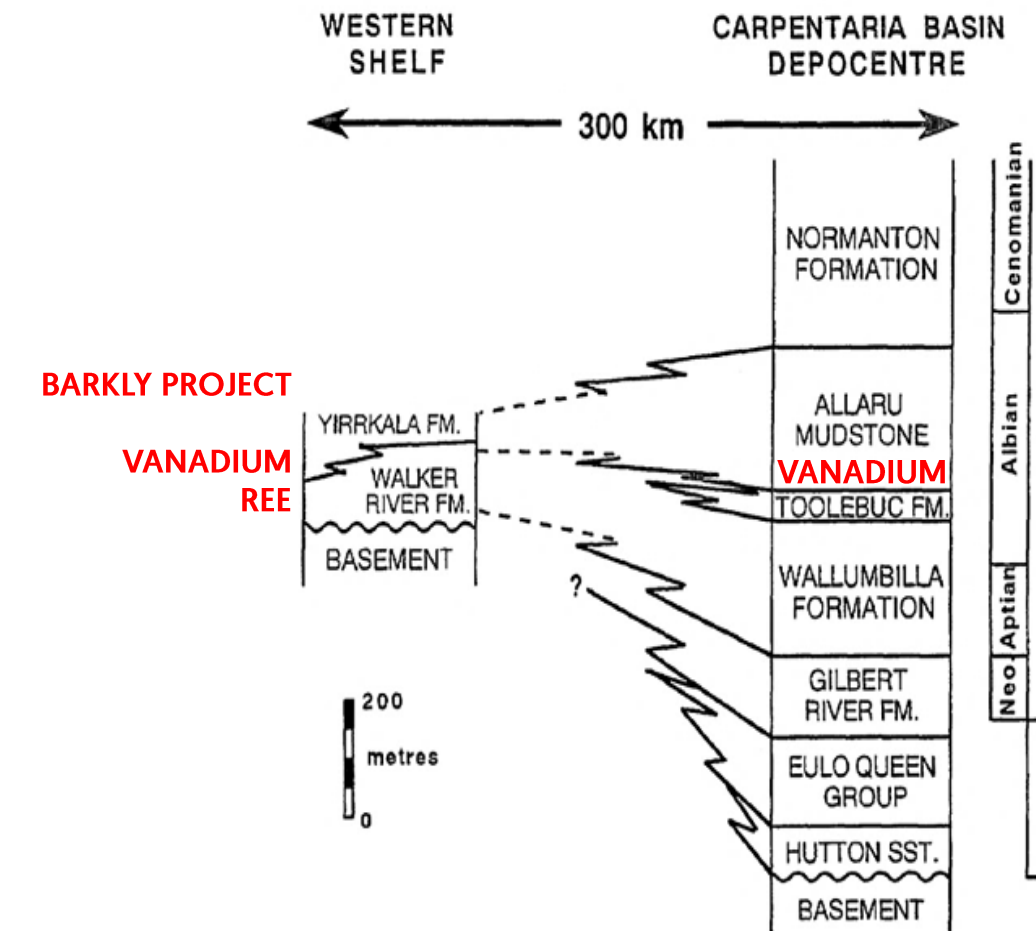 WESTERN
SHELF
CARPENTARIA BASIN
DEPOCENTRE
300 km
BARKLY PROJECT
VANADIUM
REE
YIRRKALA FM.
WALKER
RIVER FM.
BASEMENT
?
200
metres
0
NORMANTON
FORMATION
ALLARU
MUDSTONE
VANADIUM
TOOLEBUC FM.
WALLUMBILLA
FORMATION
GILBERT
RIVER FM.
EULO QUEEN
GROUP
HUTTON SST.
BASEMENT
Cenomanian
Albian
Aptian
Neo.